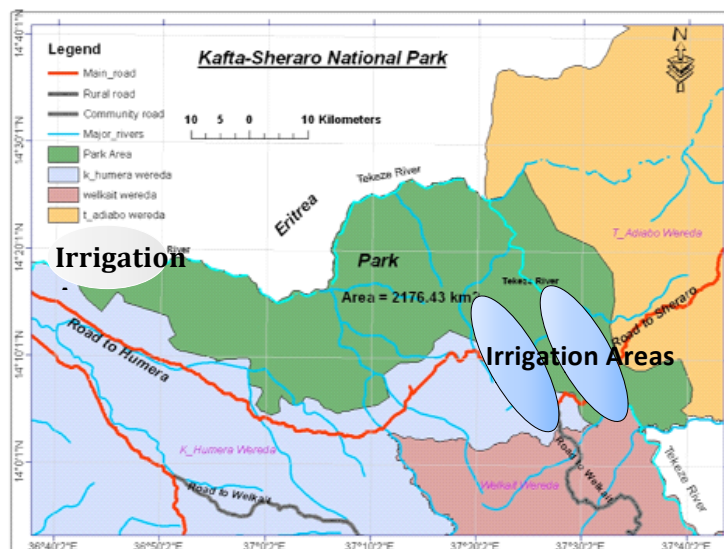 Legend
Main_road
Rural road
Community road
Major_rivers
Park Area
k_humera wereda
welkait wereda
t_adiabo wereda
Kafta-Sheraro National Park
10 5 0 10 Kilometers
N
Eritrea
Tekeze River
Irrigation
-
River
Park
Area = 2176.43 km2
Tekeze River
T_Adiabo Wereda
Road to Sheraro
Irrigation Areas
Road to Humera
K_Humera Wereda
Road to Welkait
Welkait Wereda
Road to Welkait
Tekeze River
14°40'1"N
14°30'1"N
14°20'1"N
14°10'1"N
14°0'1"N
36°40'2"E
36°50'2"E
37°0'2"E
37°10'2"E
37°20'2"E
37°30'2"E
37°40'2"E